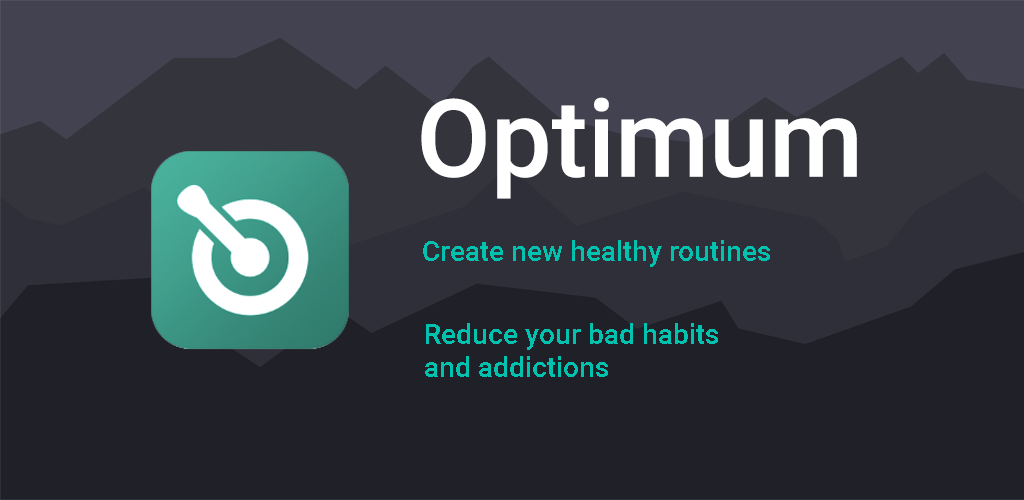 Optimum
Create new healthy routines
Reduce your bad habits
and addictions